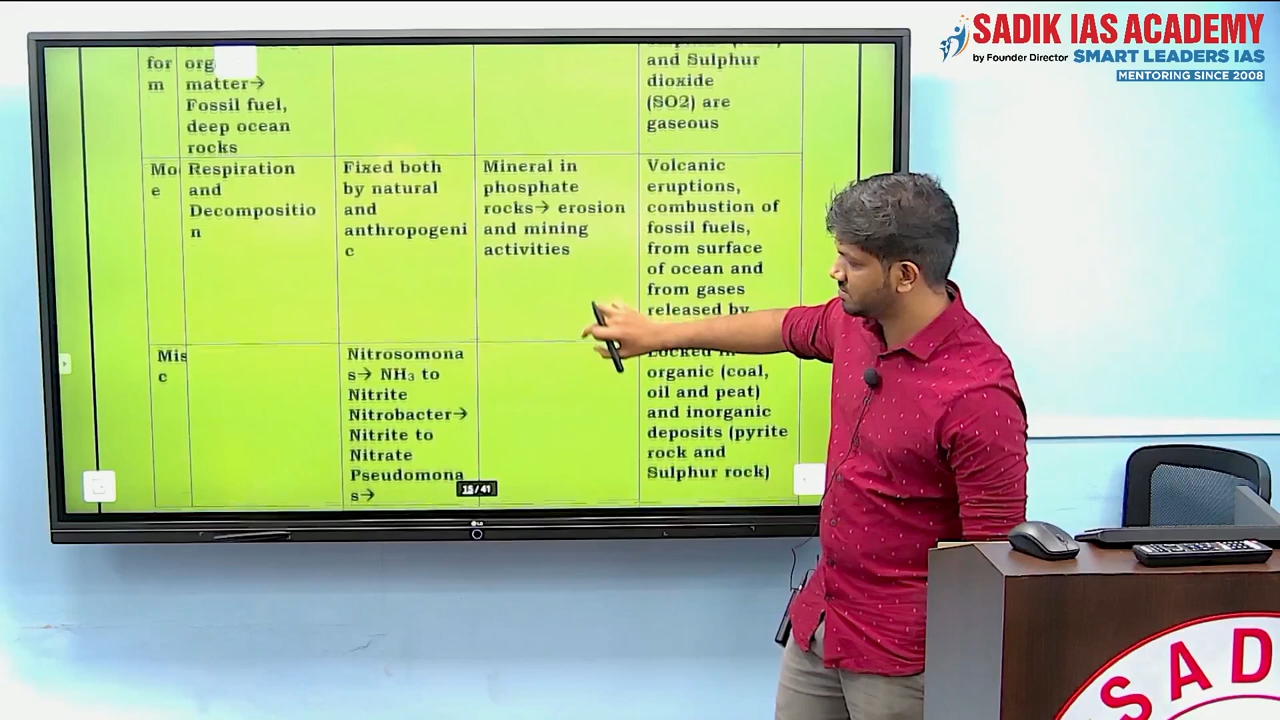 SADIK IAS ACADEMY
by Founder Director SMART LEADERS IAS
MENTORING SINCE 2008
for
m
org
matter→
Fossil fuel,
deep ocean
rocks
and Sulphur
dioxide
(SO2) are
gaseous
Mo
e
Respiration
and
Decompositio
n
Fixed both
by natural
and
anthropogeni
c
Mineral in
phosphate
rocks→ erosion
and mining
activities
Volcanic
eruptions,
combustion of
fossil fuels,
from surface
of ocean and
from gases
released by
Mis
c
Nitrosomona
s→ NH₃ to
Nitrite
Nitrobacter→
Nitrite to
Nitrate
Pseudomona
s→
Locked in
organic (coal,
oil and peat)
and inorganic
deposits (pyrite
rock and
Sulphur rock)
LG
SAD